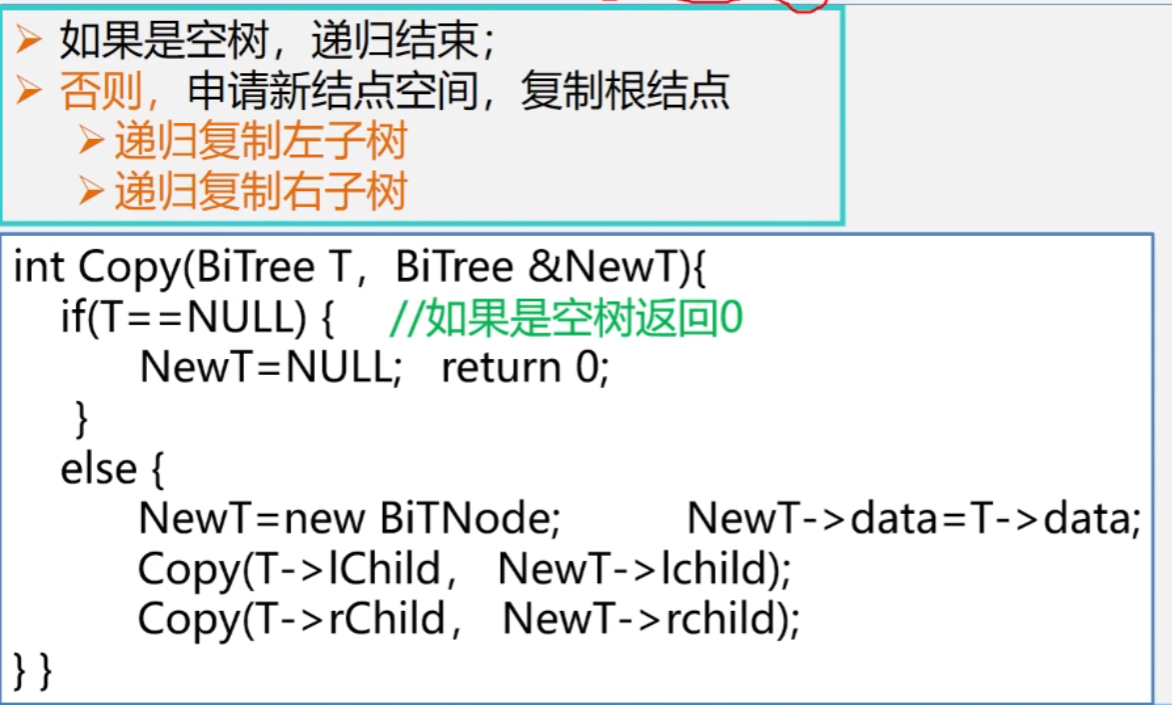 ➢ 如果是空树，递归结束；
➢ 否则，申请新结点空间，复制根结点
➢ 递归复制左子树
➢ 递归复制右子树
int Copy(BiTree T，BiTree &NewT){
if(T==NULL) { //如果是空树返回0
NewT=NULL; return 0;
}
else {
NewT=new BiTNode; NewT->data=T->data;
Copy(T->lChild， NewT->lchild);
Copy(T->rChild， NewT->rchild);
} }